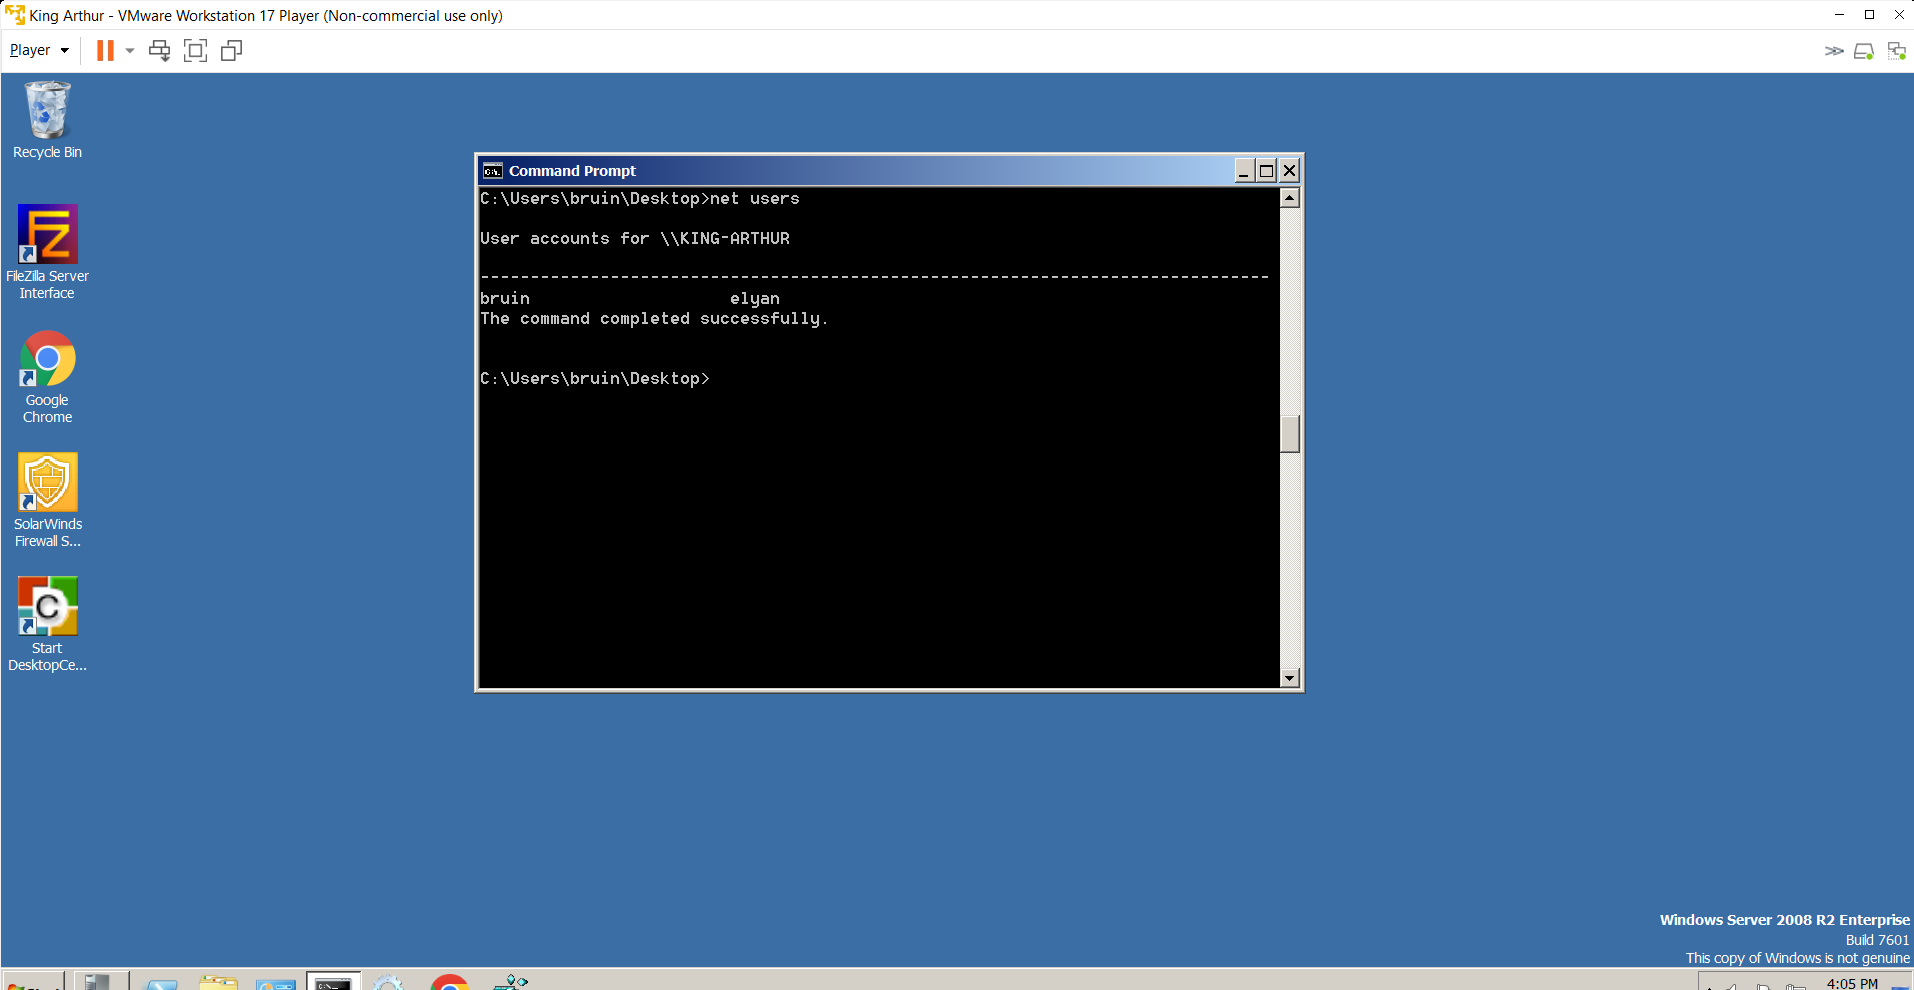 King Arthur - VMware Workstation 17 Player (Non-commercial use only)
Player
Recycle Bin
FileZilla Server
Interface
Google
Chrome
SolarWinds
Firewall S...
Start
DesktopCe...
Command Prompt
C:\Users\bruin\Desktop>net users
User accounts for \\KING-ARTHUR
-------------------------------------------------------------------------------
bruin                    elyan
The command completed successfully.
C:\Users\bruin\Desktop>
Windows Server 2008 R2 Enterprise
Build 7601
This copy of Windows is not genuine
4:05 PM